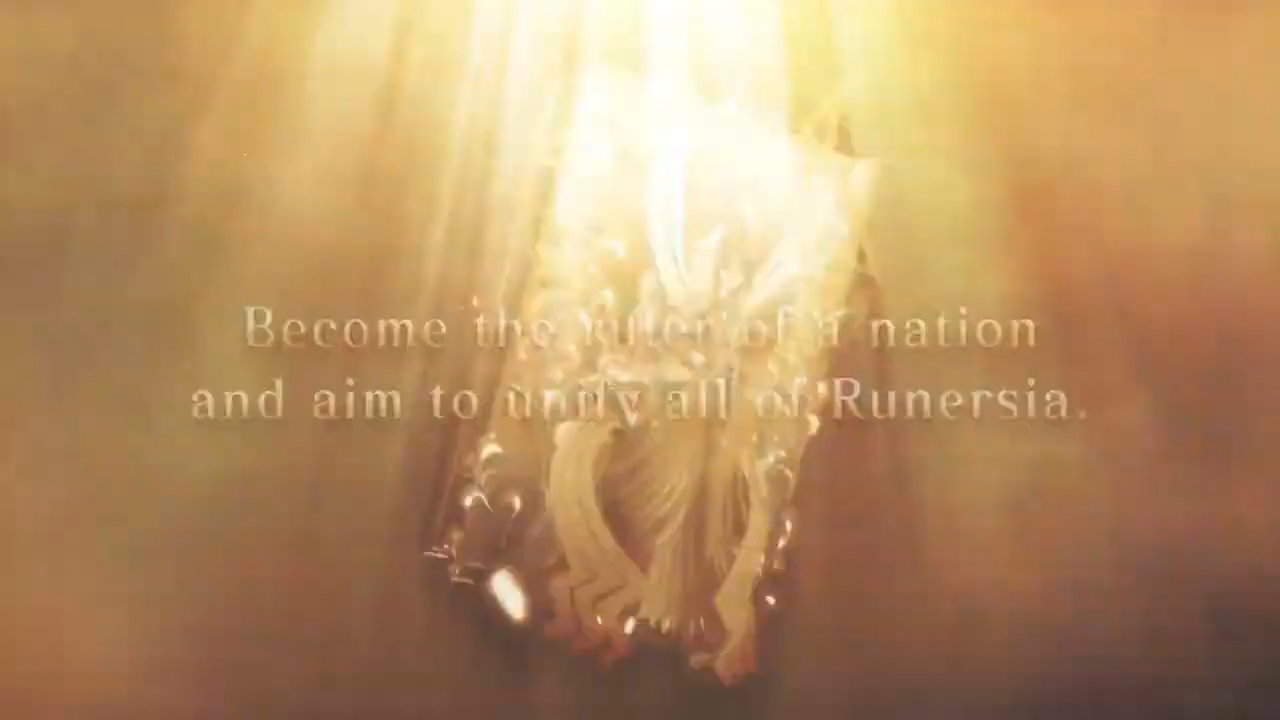 Become the ruler of a nation
and aim to unify all of Runersia.